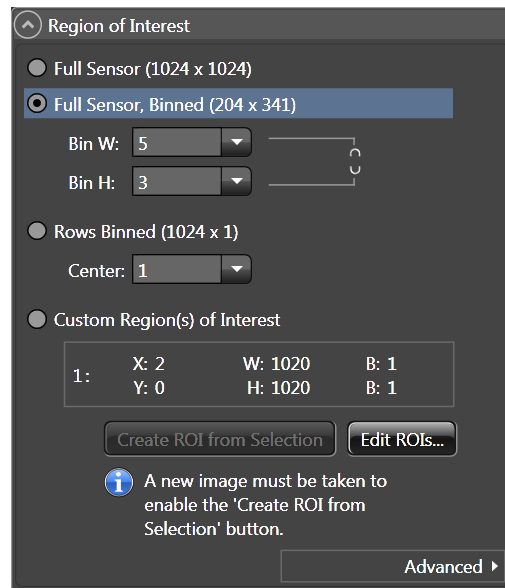 Region of Interest
Full Sensor (1024 x 1024)
Full Sensor, Binned (204 x 341)
Bin W: 5
Bin H: 3
Rows Binned (1024 x 1)
Center: 1
Custom Region(s) of Interest
1: X: 2 W: 1020 B: 1
Y: 0 H: 1020 B: 1
Create ROI from Selection Edit ROIs...
A new image must be taken to
enable the 'Create ROI from
Selection' button.
Advanced